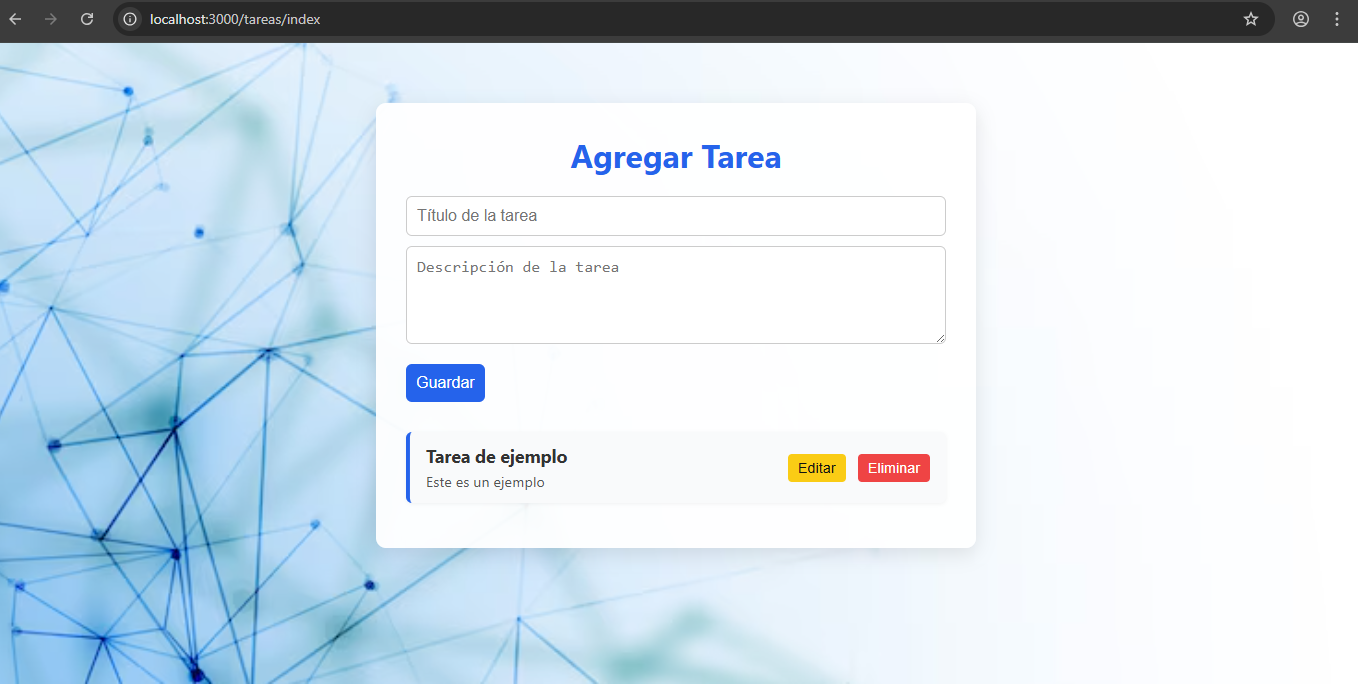 localhost:3000/tareas/index
Agregar Tarea
Título de la tarea
Descripción de la tarea
Guardar
Tarea de ejemplo
Este es un ejemplo
Editar
Eliminar